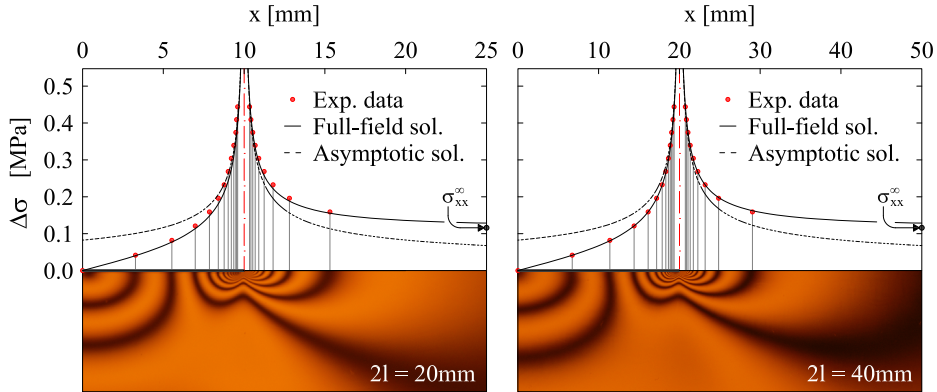 x [mm]
x [mm]
0 5 10 15 20 25
0 10 20 30 40 50
Δσ [MPa]
0.5
0.4
0.3
0.2
0.1
0.0
Exp. data
Full-field sol.
Asymptotic sol.
σ∞xx
2l = 20mm
Exp. data
Full-field sol.
Asymptotic sol.
σ∞xx
2l = 40mm